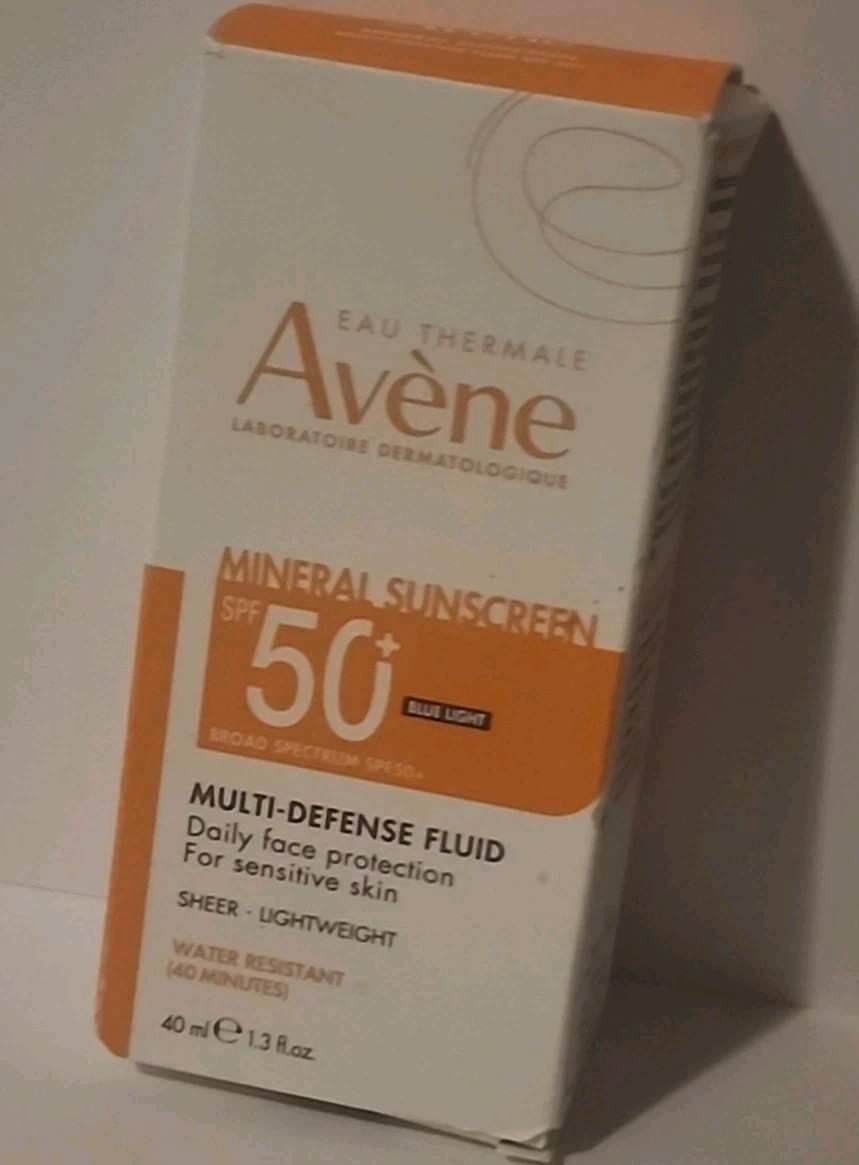 EAU THERMALE
Avène
LABORATOIRE DERMATOLOGIQUE
MINERAL SUNSCREEN
SPF 50+
BLUE LIGHT
BROAD SPECTRUM SPF50+
MULTI-DEFENSE FLUID
Daily face protection
For sensitive skin
SHEER · LIGHTWEIGHT
WATER RESISTANT
(40 MINUTES)
40 ml ℮ 1.3 fl.oz.